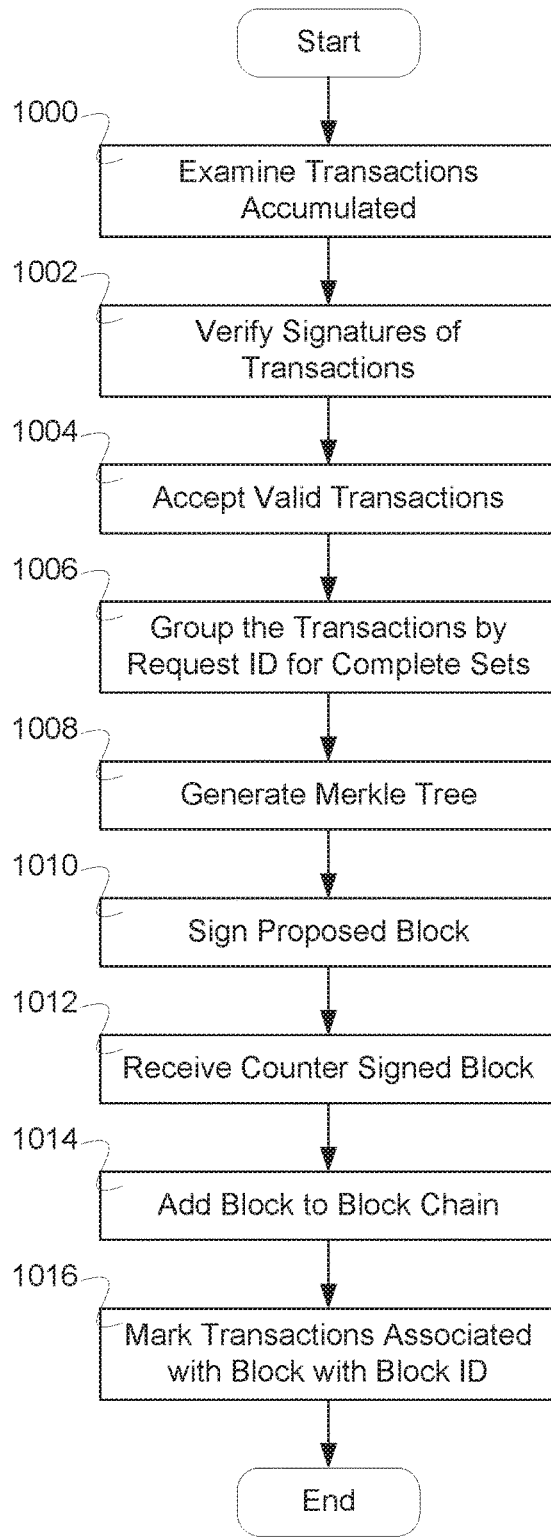 Start
1000
Examine Transactions
Accumulated
1002
Verify Signatures of
Transactions
1004
Accept Valid Transactions
1006
Group the Transactions by
Request ID for Complete Sets
1008
Generate Merkle Tree
1010
Sign Proposed Block
1012
Receive Counter Signed Block
1014
Add Block to Block Chain
1016
Mark Transactions Associated
with Block with Block ID
End